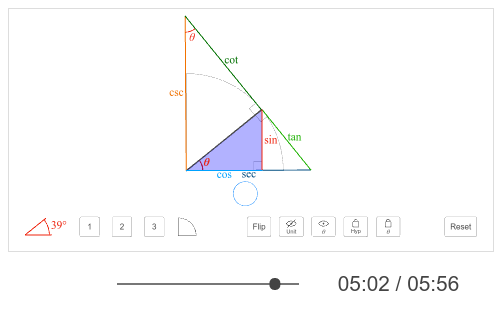 θ
cot
csc
tan
sin
θ
cos sec
39°
1 2 3 Flip Unit θ Hyp θ Reset
05:02 / 05:56